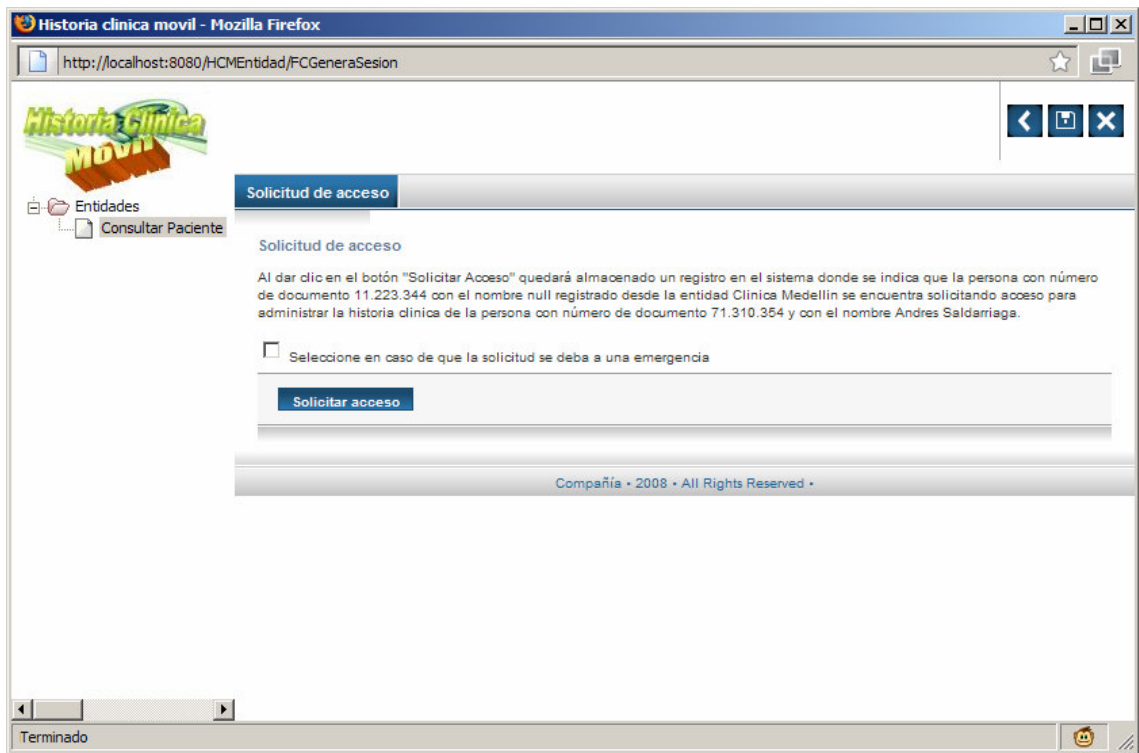 Historia clinica movil - Mozilla Firefox
http://localhost:8080/HCMEntidad/FCGeneraSesion
Historia Clinica
Movil
Entidades
Consultar Paciente
Solicitud de acceso
Solicitud de acceso
Al dar clic en el botón "Solicitar Acceso" quedará almacenado un registro en el sistema donde se indica que la persona con número
de documento 11.223.344 con el nombre null registrado desde la entidad Clinica Medellin se encuentra solicitando acceso para
administrar la historia clinica de la persona con número de documento 71.310.354 y con el nombre Andres Saldarriaga.
Seleccione en caso de que la solicitud se deba a una emergencia
Solicitar acceso
Compañía • 2008 • All Rights Reserved •
Terminado